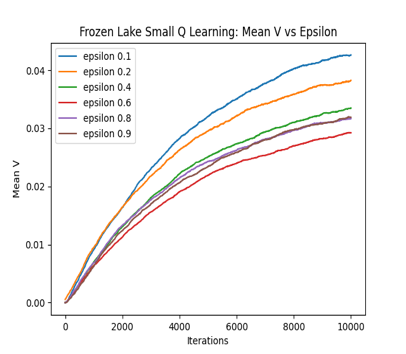 Frozen Lake Small Q Learning: Mean V vs Epsilon
epsilon 0.1
epsilon 0.2
epsilon 0.4
epsilon 0.6
epsilon 0.8
epsilon 0.9
Mean V
0.04
0.03
0.02
0.01
0.00
0 2000 4000 6000 8000 10000
Iterations